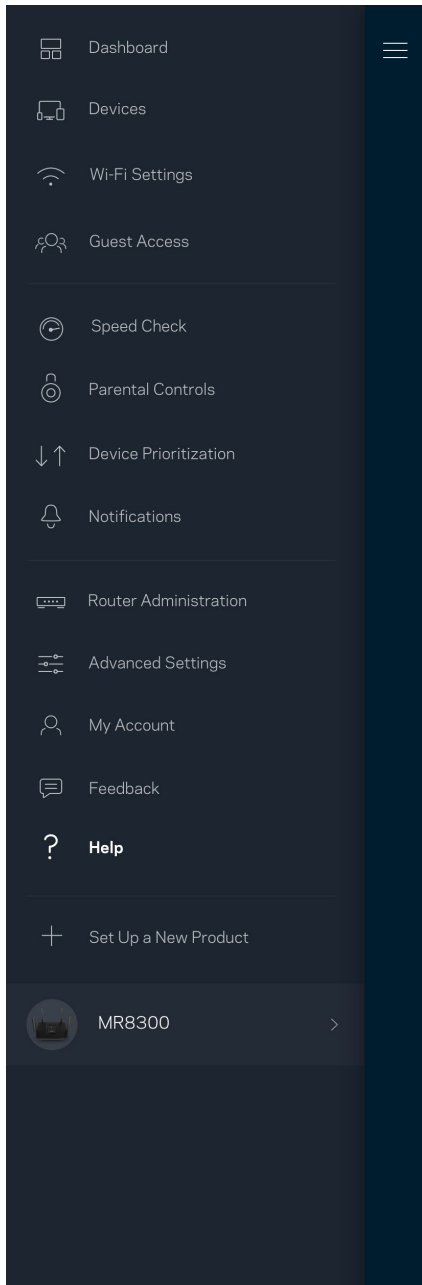 Dashboard
Devices
Wi-Fi Settings
Guest Access
Speed Check
Parental Controls
Device Prioritization
Notifications
Router Administration
Advanced Settings
My Account
Feedback
Help
Set Up a New Product
MR8300